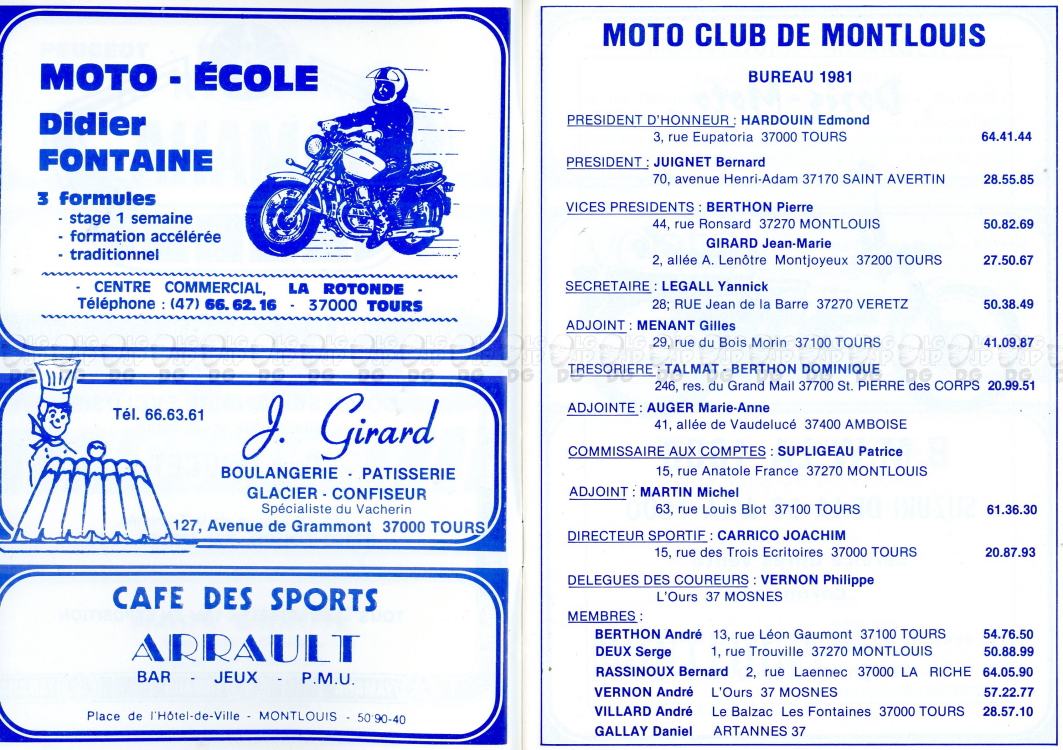 MOTO - ÉCOLE
Didier
FONTAINE
3 formules
- stage 1 semaine
- formation accélérée
- traditionnel
- CENTRE COMMERCIAL, LA ROTONDE -
Téléphone : (47) 66.62.16 - 37000 TOURS
Tél. 66.63.61
J. Girard
BOULANGERIE - PATISSERIE
GLACIER - CONFISEUR
Spécialiste du Vacherin
127, Avenue de Grammont 37000 TOURS
CAFE DES SPORTS
ARRAULT
BAR - JEUX - P.M.U.
Place de l'Hôtel-de-Ville - MONTLOUIS - 50-90-40
MOTO CLUB DE MONTLOUIS
BUREAU 1981
PRESIDENT D'HONNEUR : HARDOUIN Edmond
3, rue Eupatoria 37000 TOURS 64.41.44
PRESIDENT : JUIGNET Bernard
70, avenue Henri-Adam 37170 SAINT AVERTIN 28.55.85
VICES PRESIDENTS : BERTHON Pierre
44, rue Ronsard 37270 MONTLOUIS 50.82.69
GIRARD Jean-Marie
2, allée A. Lenôtre Montjoyeux 37200 TOURS 27.50.67
SECRETAIRE : LEGALL Yannick
28; RUE Jean de la Barre 37270 VERETZ 50.38.49
ADJOINT : MENANT Gilles
29, rue du Bois Morin 37100 TOURS 41.09.87
TRESORIERE : TALMAT - BERTHON DOMINIQUE
246, res. du Grand Mail 37700 St. PIERRE des CORPS 20.99.51
ADJOINTE : AUGER Marie-Anne
41, allée de Vaudelucé 37400 AMBOISE
COMMISSAIRE AUX COMPTES : SUPLIGEAU Patrice
15, rue Anatole France 37270 MONTLOUIS
ADJOINT : MARTIN Michel
63, rue Louis Blot 37100 TOURS 61.36.30
DIRECTEUR SPORTIF : CARRICO JOACHIM
15, rue des Trois Ecritoires 37000 TOURS 20.87.93
DELEGUES DES COUREURS : VERNON Philippe
L'Ours 37 MOSNES
MEMBRES :
BERTHON André 13, rue Léon Gaumont 37100 TOURS 54.76.50
DEUX Serge 1, rue Trouville 37270 MONTLOUIS 50.88.99
RASSINOUX Bernard 2, rue Laennec 37000 LA RICHE 64.05.90
VERNON André L'Ours 37 MOSNES 57.22.77
VILLARD André Le Balzac Les Fontaines 37000 TOURS 28.57.10
GALLAY Daniel ARTANNES 37